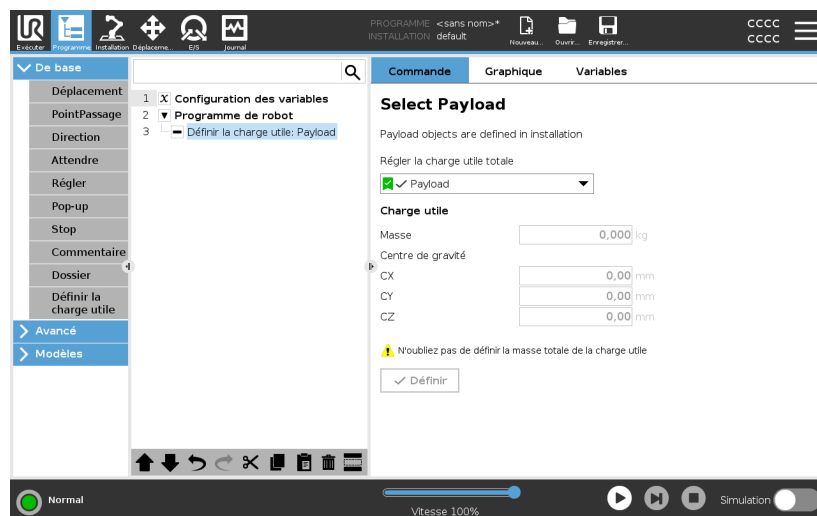 UR
PROGRAMME <sans nom>*
INSTALLATION default
Exécuter
Programme
Installation
Déplaceme...
E/S
Journal
Nouveau...
Ouvrir...
Enregistrer...
CCCC
CCCC
De base
Déplacement
PointPassage
Direction
Attendre
Régler
Pop-up
Stop
Commentaire
Dossier
Définir la
charge utile
Avancé
Modèles
1 x Configuration des variables
2 Programme de robot
3 Définir la charge utile: Payload
Commande Graphique Variables
Select Payload
Payload objects are defined in installation
Régler la charge utile totale
Payload
Charge utile
Masse 0,000 kg
Centre de gravité
CX 0,00 mm
CY 0,00 mm
CZ 0,00 mm
N'oubliez pas de définir la masse totale de la charge utile
Définir
Normal
Vitesse 100%
Simulation